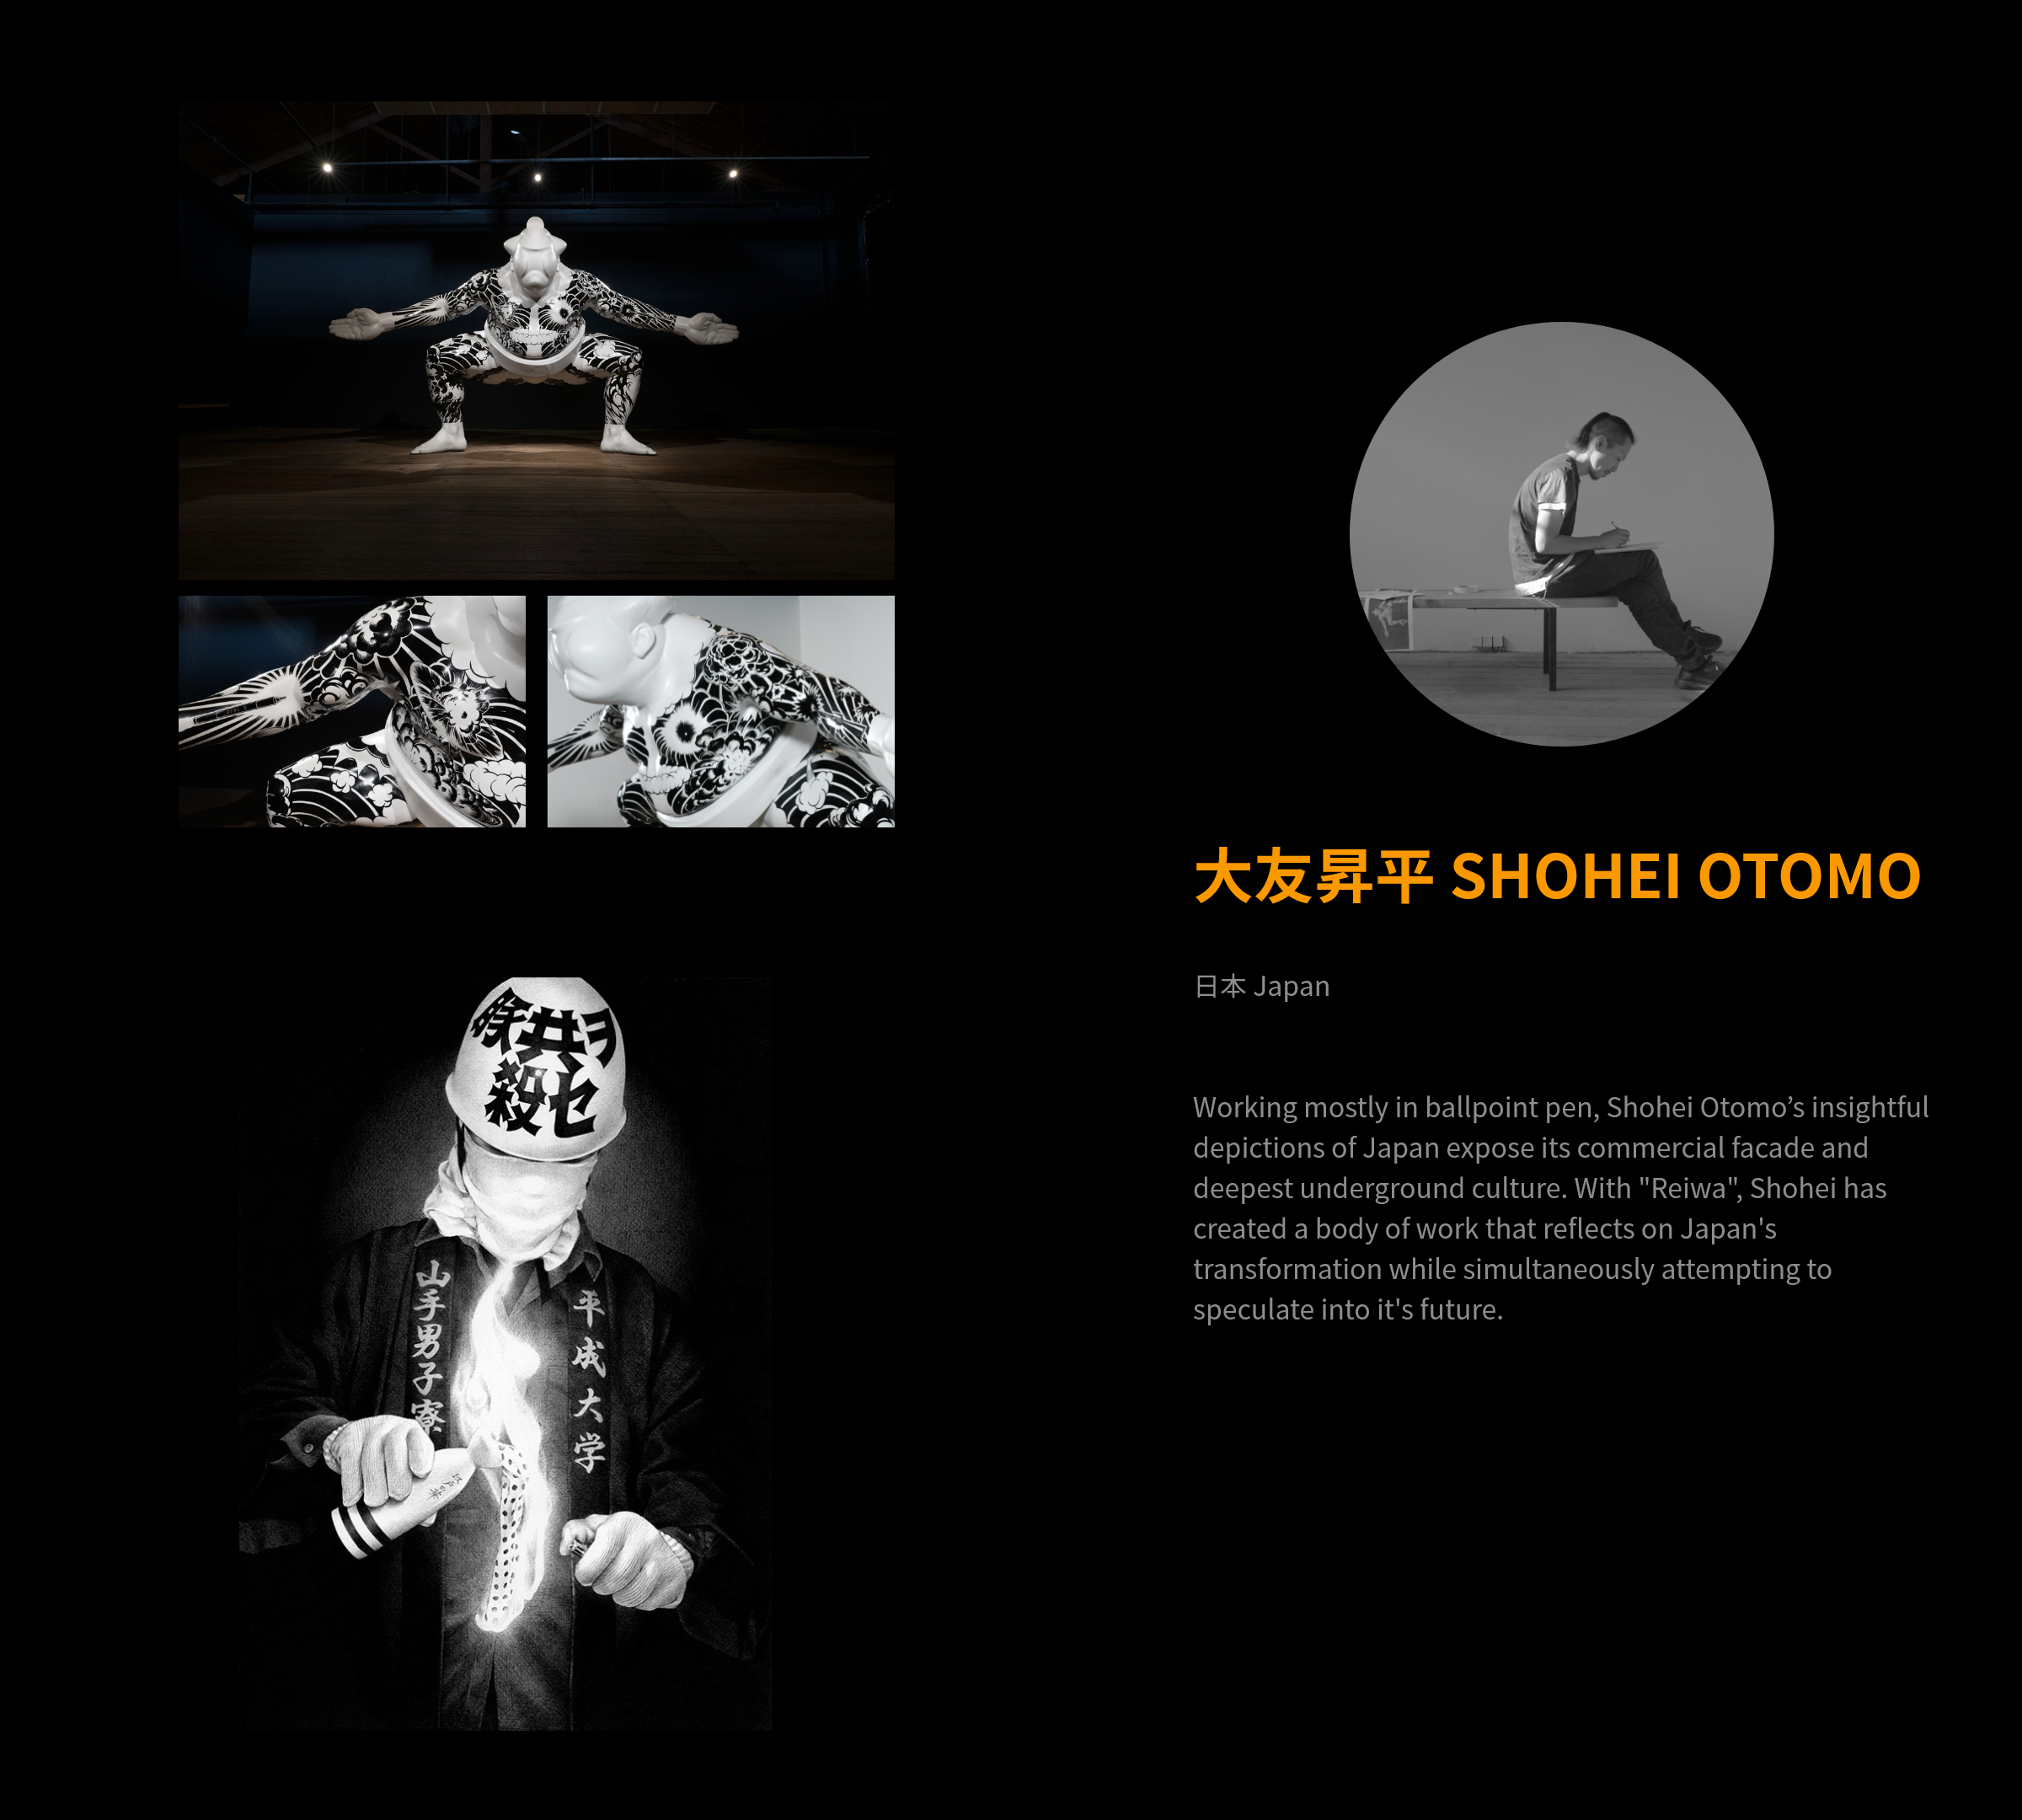 豚共ヲ
殺セ
山手男子寮
平成大学
大友昇平 SHOHEI OTOMO
日本 Japan
Working mostly in ballpoint pen, Shohei Otomo’s insightful
depictions of Japan expose its commercial facade and
deepest underground culture. With "Reiwa", Shohei has
created a body of work that reflects on Japan's
transformation while simultaneously attempting to
speculate into it's future.